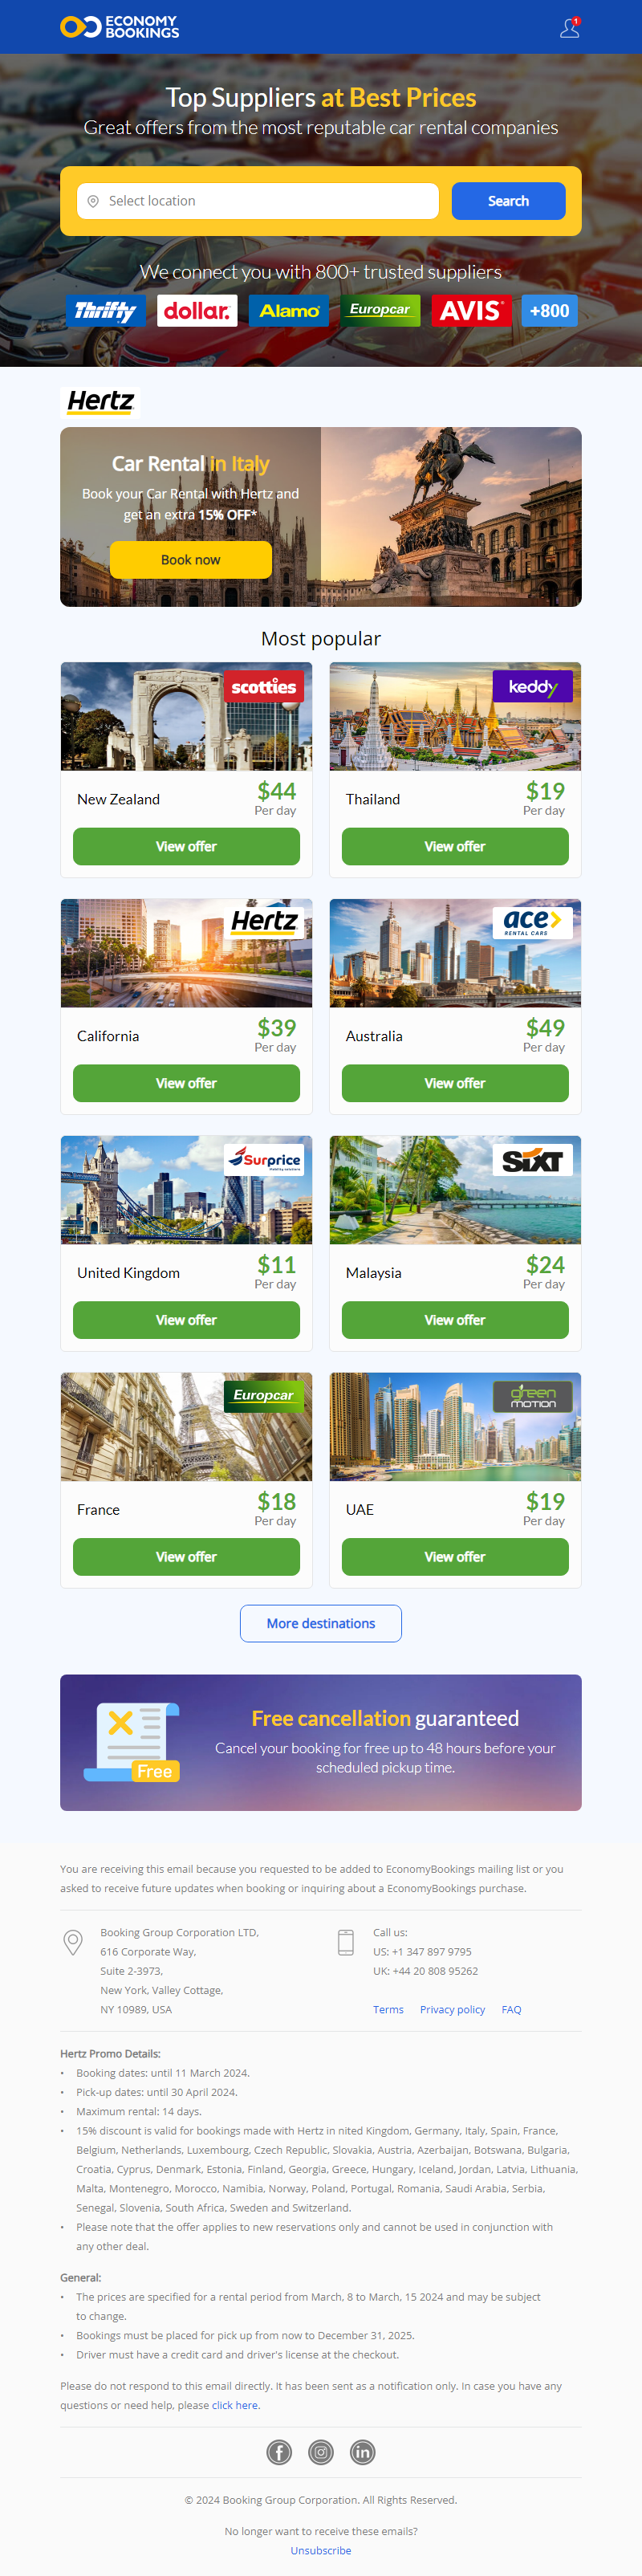 ECONOMY
BOOKINGS
1
Top Suppliers at Best Prices
Great offers from the most reputable car rental companies
Select location
Search
We connect you with 800+ trusted suppliers
Thrifty
dollar.
Alamo
Europcar
AVIS
+800
Hertz
Car Rental in Italy
Book your Car Rental with Hertz and
get an extra 15% OFF*
Book now
Most popular
scotties
New Zealand
$44
Per day
View offer
keddy
Thailand
$19
Per day
View offer
Hertz
California
$39
Per day
View offer
ace
RENTAL CARS
Australia
$49
Per day
View offer
Surprice
mobility solutions
United Kingdom
$11
Per day
View offer
SIXT
Malaysia
$24
Per day
View offer
Europcar
France
$18
Per day
View offer
green
motion
UAE
$19
Per day
View offer
More destinations
Free
Free cancellation guaranteed
Cancel your booking for free up to 48 hours before your
scheduled pickup time.
You are receiving this email because you requested to be added to EconomyBookings mailing list or you
asked to receive future updates when booking or inquiring about a EconomyBookings purchase.
Booking Group Corporation LTD,
616 Corporate Way,
Suite 2-3973,
New York, Valley Cottage,
NY 10989, USA
Call us:
US: +1 347 897 9795
UK: +44 20 808 95262
Terms Privacy policy FAQ
Hertz Promo Details:
• Booking dates: until 11 March 2024.
• Pick-up dates: until 30 April 2024.
• Maximum rental: 14 days.
• 15% discount is valid for bookings made with Hertz in nited Kingdom, Germany, Italy, Spain, France,
Belgium, Netherlands, Luxembourg, Czech Republic, Slovakia, Austria, Azerbaijan, Botswana, Bulgaria,
Croatia, Cyprus, Denmark, Estonia, Finland, Georgia, Greece, Hungary, Iceland, Jordan, Latvia, Lithuania,
Malta, Montenegro, Morocco, Namibia, Norway, Poland, Portugal, Romania, Saudi Arabia, Serbia,
Senegal, Slovenia, South Africa, Sweden and Switzerland.
• Please note that the offer applies to new reservations only and cannot be used in conjunction with
any other deal.
General:
• The prices are specified for a rental period from March, 8 to March, 15 2024 and may be subject
to change.
• Bookings must be placed for pick up from now to December 31, 2025.
• Driver must have a credit card and driver's license at the checkout.
Please do not respond to this email directly. It has been sent as a notification only. In case you have any
questions or need help, please click here.
© 2024 Booking Group Corporation. All Rights Reserved.
No longer want to receive these emails?
Unsubscribe